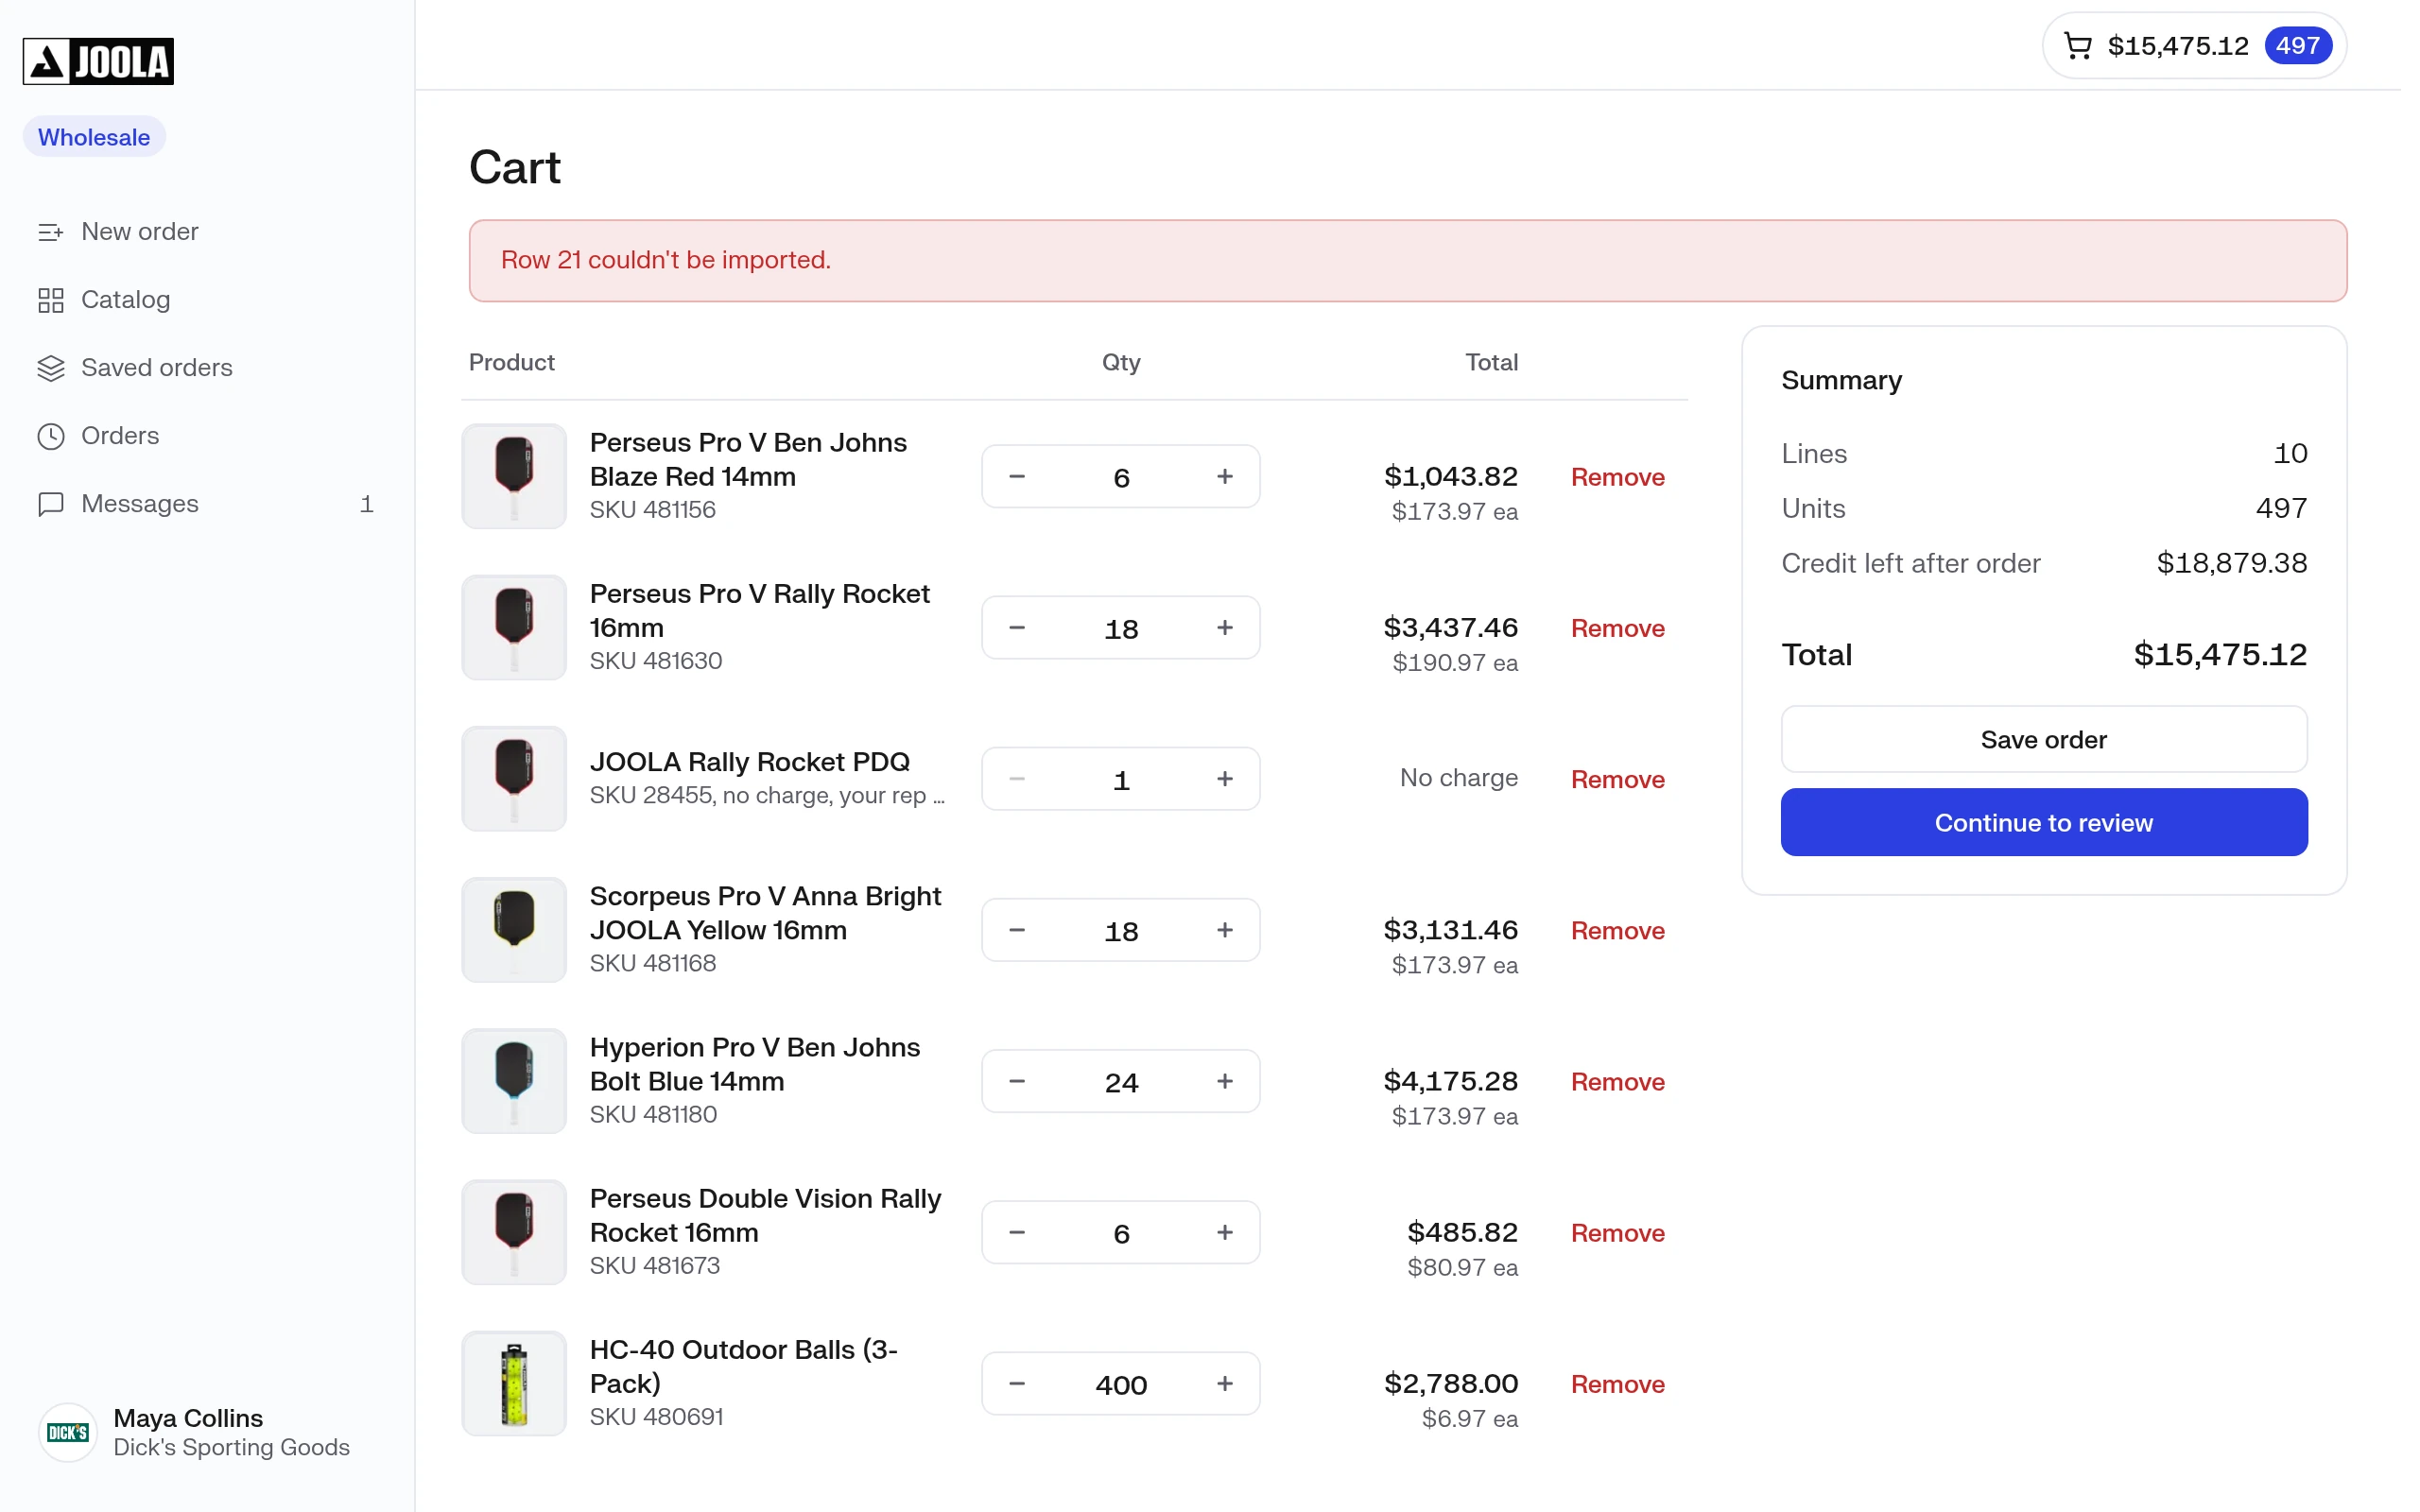 JOOLA
Wholesale
New order
Catalog
Saved orders
Orders
Messages 1
DICK'S
Maya Collins
Dick's Sporting Goods
$15,475.12 497
Cart
Row 21 couldn't be imported.
Product Qty Total
Perseus Pro V Ben Johns
Blaze Red 14mm
SKU 481156
− 6 +
$1,043.82
$173.97 ea
Remove
Perseus Pro V Rally Rocket
16mm
SKU 481630
− 18 +
$3,437.46
$190.97 ea
Remove
JOOLA Rally Rocket PDQ
SKU 28455, no charge, your rep ...
− 1 +
No charge
Remove
Scorpeus Pro V Anna Bright
JOOLA Yellow 16mm
SKU 481168
− 18 +
$3,131.46
$173.97 ea
Remove
Hyperion Pro V Ben Johns
Bolt Blue 14mm
SKU 481180
− 24 +
$4,175.28
$173.97 ea
Remove
Perseus Double Vision Rally
Rocket 16mm
SKU 481673
− 6 +
$485.82
$80.97 ea
Remove
HC-40 Outdoor Balls (3-
Pack)
SKU 480691
− 400 +
$2,788.00
$6.97 ea
Remove
Summary
Lines 10
Units 497
Credit left after order $18,879.38
Total $15,475.12
Save order
Continue to review